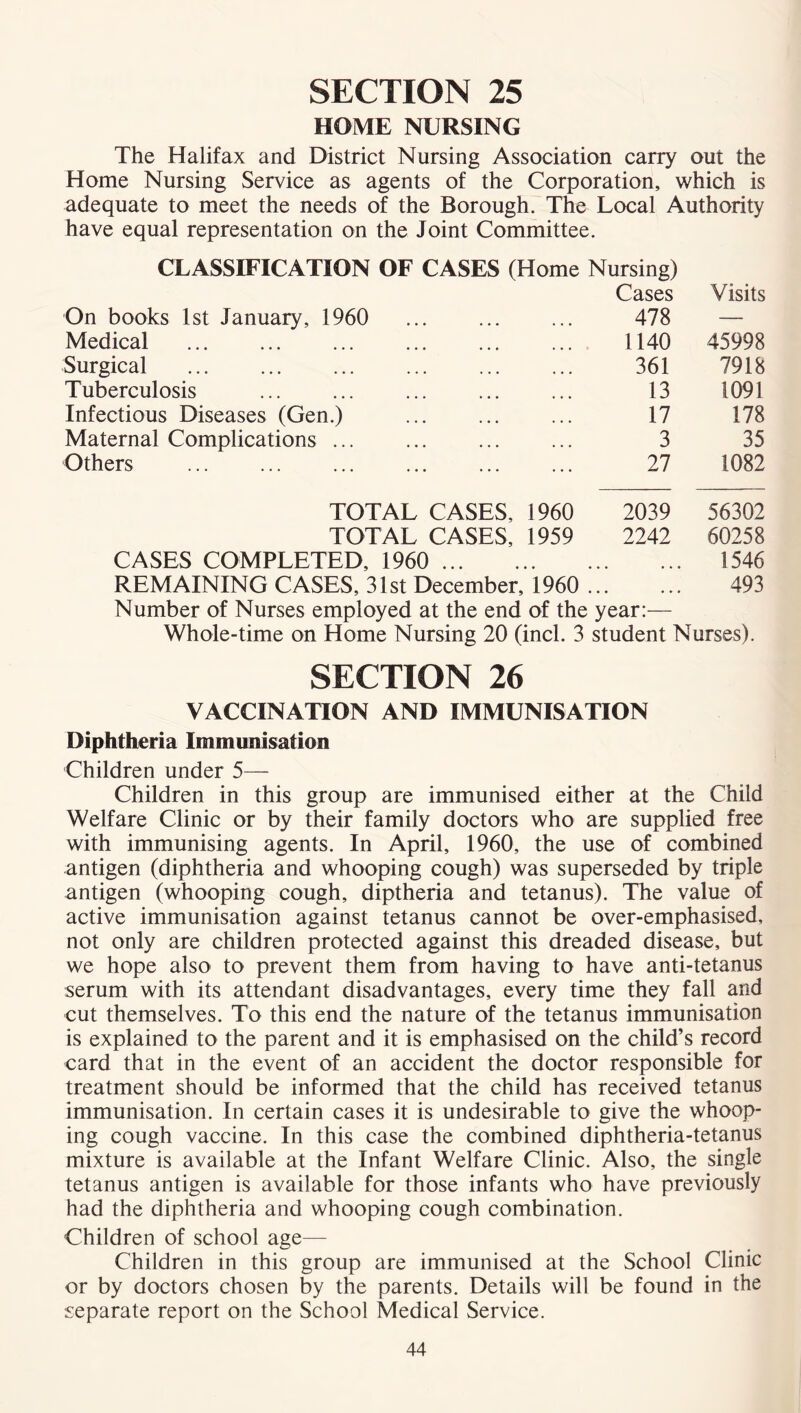 SECTION 25
HOME NURSING
The Halifax and District Nursing Association carry out the
Home Nursing Service as agents of the Corporation, which is
adequate to meet the needs of the Borough. The Local Authority
have equal representation on the Joint Committee.
CLASSIFICATION OF CASES (Home Nursing)
Cases Visits
On books 1st January, 1960 ... ... ... 478 —
Medical ... ... ... ... ... ... 1140 45998
Surgical ... ... ... ... ... ... 361 7918
Tuberculosis ... ... ... ... ... 13 1091
Infectious Diseases (Gen.) ... ... ... 17 178
Maternal Complications ... ... ... ... 3 35
Others ... ... ... ... ... ... 27 1082
TOTAL CASES, 1960 2039 56302
TOTAL CASES, 1959 2242 60258
CASES COMPLETED, 1960 ... ... ... ... 1546
REMAINING CASES, 31st December, 1960 ... ... 493
Number of Nurses employed at the end of the year:—
Whole-time on Home Nursing 20 (incl. 3 student Nurses).
SECTION 26
VACCINATION AND IMMUNISATION
Diphtheria Immunisation
Children under 5—
Children in this group are immunised either at the Child
Welfare Clinic or by their family doctors who are supplied free
with immunising agents. In April, 1960, the use of combined
antigen (diphtheria and whooping cough) was superseded by triple
antigen (whooping cough, diptheria and tetanus). The value of
active immunisation against tetanus cannot be over-emphasised,
not only are children protected against this dreaded disease, but
we hope also to prevent them from having to have anti-tetanus
serum with its attendant disadvantages, every time they fall and
cut themselves. To this end the nature of the tetanus immunisation
is explained to the parent and it is emphasised on the child's record
card that in the event of an accident the doctor responsible for
treatment should be informed that the child has received tetanus
immunisation. In certain cases it is undesirable to give the whoop-
ing cough vaccine. In this case the combined diphtheria-tetanus
mixture is available at the Infant Welfare Clinic. Also, the single
tetanus antigen is available for those infants who have previously
had the diphtheria and whooping cough combination.
Children of school age—
Children in this group are immunised at the School Clinic
or by doctors chosen by the parents. Details will be found in the
separate report on the School Medical Service.
44